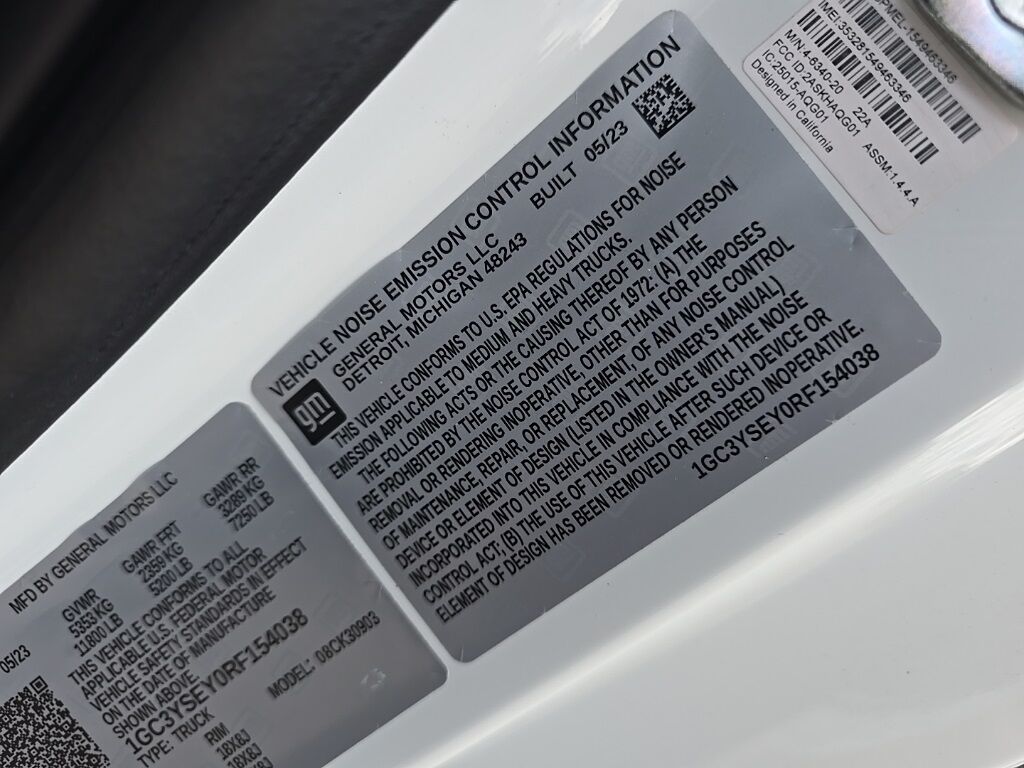 VEHICLE NOISE EMISSION CONTROL INFORMATION
GENERAL MOTORS LLC
DETROIT, MICHIGAN 48243
BUILT 05/23
gm
THIS VEHICLE CONFORMS TO U.S. EPA REGULATIONS FOR NOISE
EMISSION APPLICABLE TO MEDIUM AND HEAVY TRUCKS.
THE FOLLOWING ACTS OR THE CAUSING THEREOF BY ANY PERSON
ARE PROHIBITED BY THE NOISE CONTROL ACT OF 1972: (A) THE
REMOVAL OR RENDERING INOPERATIVE, OTHER THAN FOR PURPOSES
OF MAINTENANCE, REPAIR, OR REPLACEMENT, OF ANY NOISE CONTROL
DEVICE OR ELEMENT OF DESIGN (LISTED IN THE OWNER'S MANUAL)
INCORPORATED INTO THIS VEHICLE IN COMPLIANCE WITH THE NOISE
CONTROL ACT; (B) THE USE OF THIS VEHICLE AFTER SUCH DEVICE OR
ELEMENT OF DESIGN HAS BEEN REMOVED OR RENDERED INOPERATIVE.
1GC3YSEY0RF154038
MFD BY GENERAL MOTORS LLC
05/23
GVWR GAWR FRT GAWR RR
5353 KG 2359 KG 3289 KG
11800 LB 5200 LB 7250 LB
THIS VEHICLE CONFORMS TO ALL
APPLICABLE U.S. FEDERAL MOTOR
VEHICLE SAFETY STANDARDS IN EFFECT
ON THE DATE OF MANUFACTURE
SHOWN ABOVE
1GC3YSEY0RF154038
TYPE: TRUCK MODEL: 08CK30903
RIM
18X8J
18X8J
IMEI:353281549465346
M/N-A6340-20 22A
FCC ID 24SKHAQG01 ASSM:1.4.4.A
IC-25015-AQG01
Designed in California